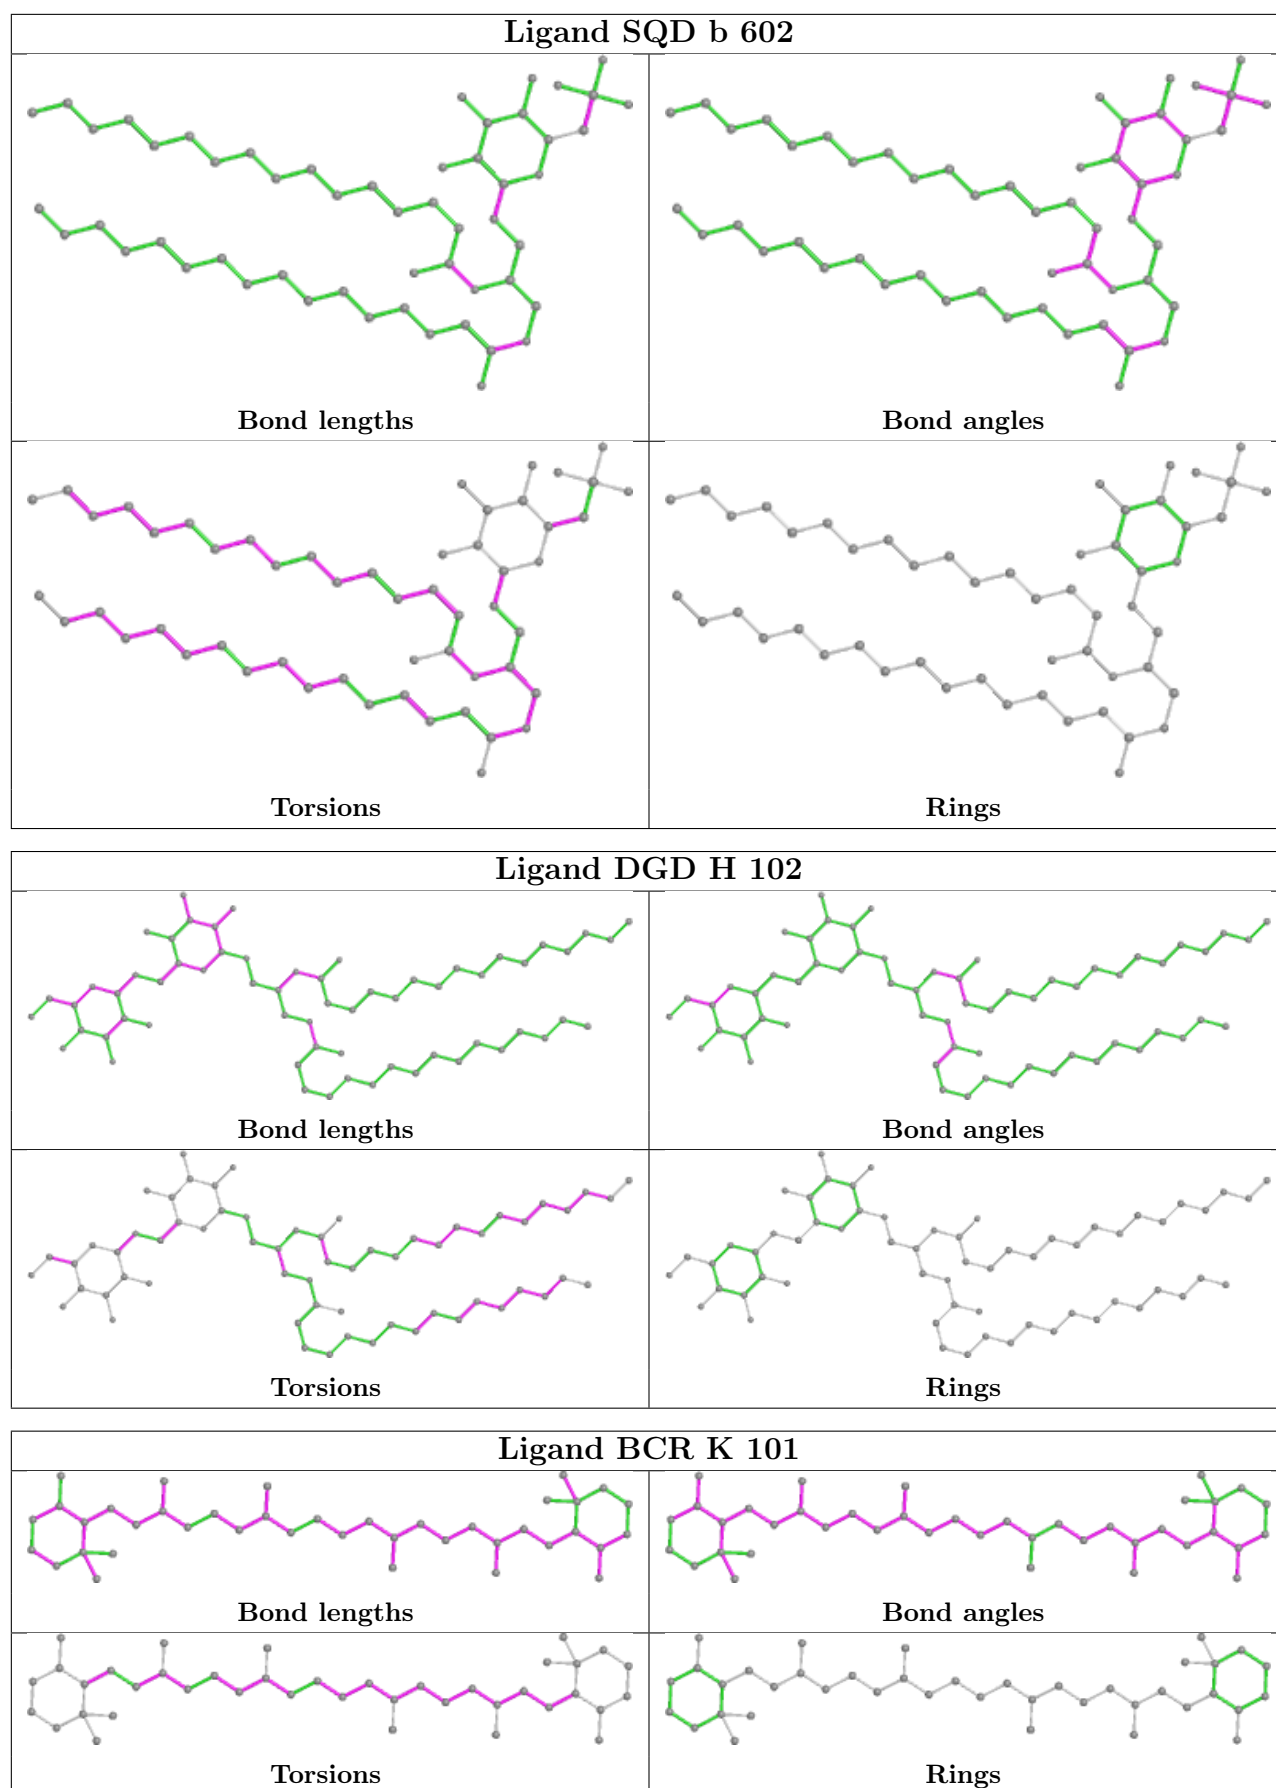 Ligand SQD b 602
Bond lengths
Bond angles
Torsions
Rings
Ligand DGD H 102
Bond lengths
Bond angles
Torsions
Rings
Ligand BCR K 101
Bond lengths
Bond angles
Torsions
Rings